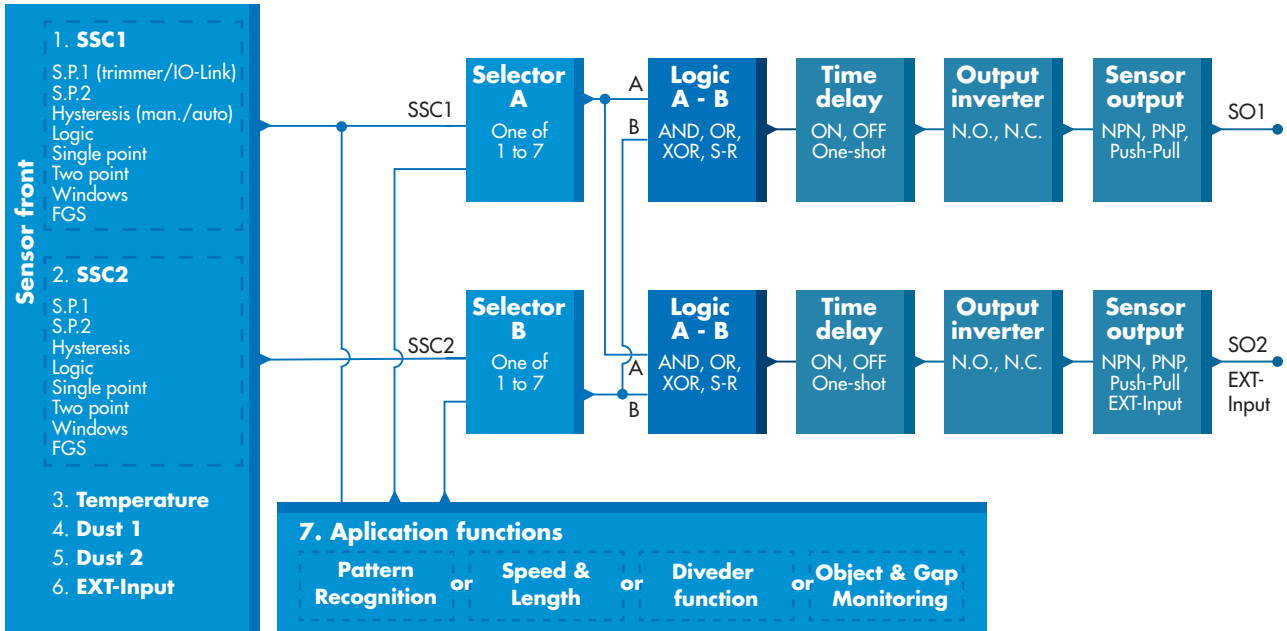 Sensor front
1. SSC1
S.P.1 (trimmer/IO-Link)
S.P.2
Hysteresis (man./auto)
Logic
Single point
Two point
Windows
FGS
2. SSC2
S.P.1
S.P.2
Hysteresis
Logic
Single point
Two point
Windows
FGS
3. Temperature
4. Dust 1
5. Dust 2
6. EXT-Input
SSC1
Selector
A
One of
1 to 7
A
B
Logic
A - B
AND, OR,
XOR, S-R
Time
delay
ON, OFF
One-shot
Output
inverter
N.O., N.C.
Sensor
output
NPN, PNP,
Push-Pull
SO1
SSC2
Selector
B
One of
1 to 7
A
B
Logic
A - B
AND, OR,
XOR, S-R
Time
delay
ON, OFF
One-shot
Output
inverter
N.O., N.C.
Sensor
output
NPN, PNP,
Push-Pull
EXT-Input
SO2
EXT-
Input
7. Aplication functions
Pattern
Recognition
or
Speed &
Length
or
Diveder
function
or
Object & Gap
Monitoring